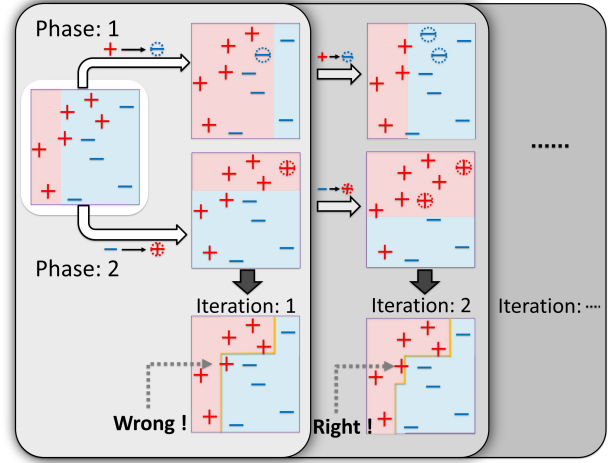 Phase: 1
......
Phase: 2
Iteration: 1
Iteration: 2
Iteration: ....
Wrong !
Right !